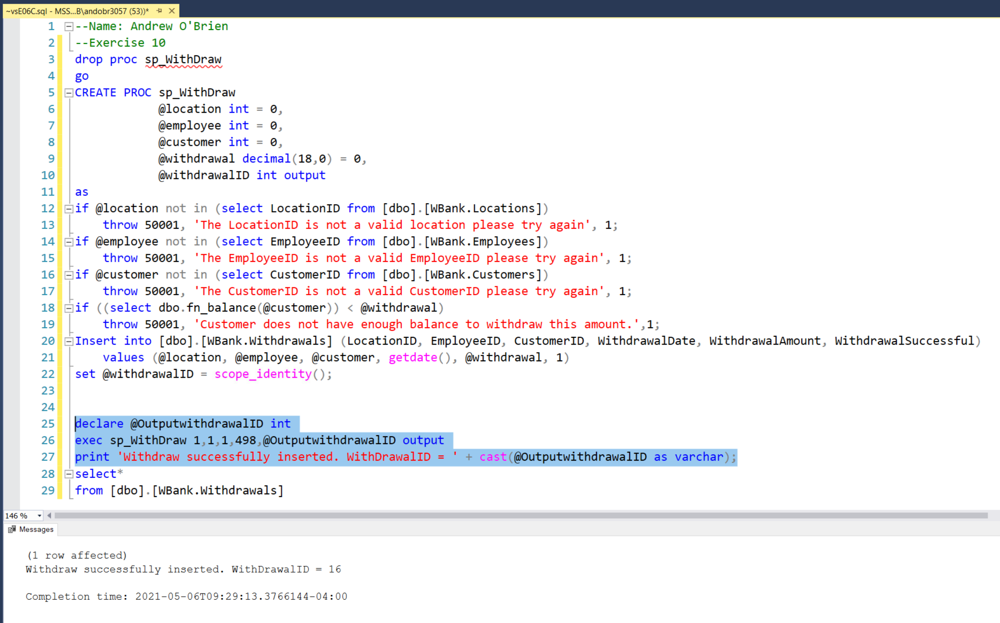 ~vsE06C.sql - MSS...B\andobr3057 (53))*
1 --Name: Andrew O'Brien
2 --Exercise 10
3 drop proc sp_WithDraw
4 go
5 CREATE PROC sp_WithDraw
6 @location int = 0,
7 @employee int = 0,
8 @customer int = 0,
9 @withdrawal decimal(18,0) = 0,
10 @withdrawalID int output
11 as
12 if @location not in (select LocationID from [dbo].[WBank.Locations])
13 throw 50001, 'The LocationID is not a valid location please try again', 1;
14 if @employee not in (select EmployeeID from [dbo].[WBank.Employees])
15 throw 50001, 'The EmployeeID is not a valid EmployeeID please try again', 1;
16 if @customer not in (select CustomerID from [dbo].[WBank.Customers])
17 throw 50001, 'The CustomerID is not a valid CustomerID please try again', 1;
18 if ((select dbo.fn_balance(@customer)) < @withdrawal)
19 throw 50001, 'Customer does not have enough balance to withdraw this amount.',1;
20 Insert into [dbo].[WBank.Withdrawals] (LocationID, EmployeeID, CustomerID, WithdrawalDate, WithdrawalAmount, WithdrawalSuccessful)
21 values (@location, @employee, @customer, getdate(), @withdrawal, 1)
22 set @withdrawalID = scope_identity();
23
24
25 declare @OutputwithdrawalID int
26 exec sp_WithDraw 1,1,1,498,@OutputwithdrawalID output
27 print 'Withdraw successfully inserted. WithDrawalID = ' + cast(@OutputwithdrawalID as varchar);
28 select*
29 from [dbo].[WBank.Withdrawals]
146 %
Messages
(1 row affected)
Withdraw successfully inserted. WithDrawalID = 16
Completion time: 2021-05-06T09:29:13.3766144-04:00